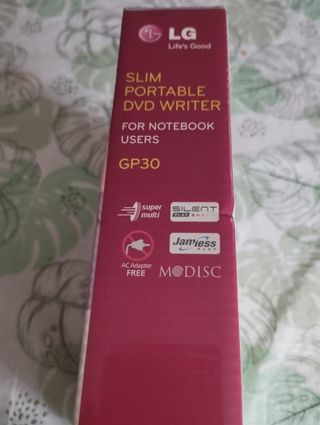 LG
Life's Good
SLIM
PORTABLE
DVD WRITER
FOR NOTEBOOK
USERS
GP30
super
multi
SILENT
PLAY
Jamless
PLAY
AC Adapter
FREE
M DISC